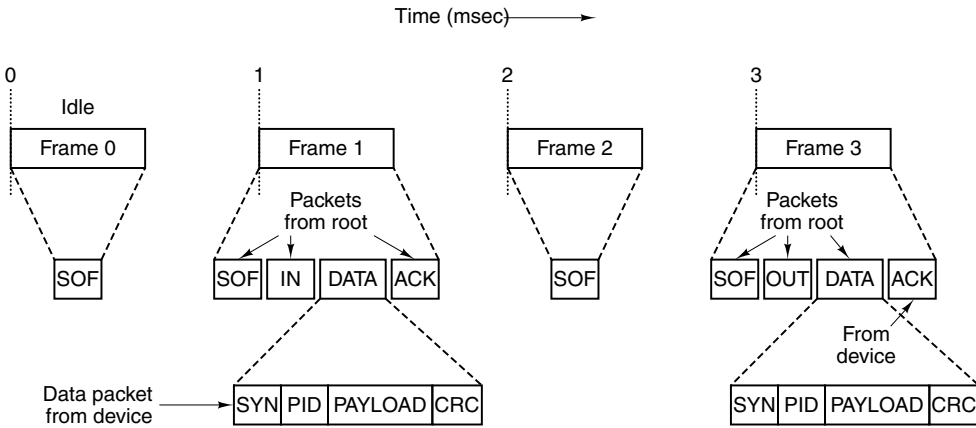 Time (msec)
0
1
2
3
Idle
Frame 0
Frame 1
Frame 2
Frame 3
Packets
from root
Packets
from root
SOF
SOF
IN
DATA
ACK
SOF
SOF
OUT
DATA
ACK
From
device
Data packet
from device
SYN
PID
PAYLOAD
CRC
SYN
PID
PAYLOAD
CRC